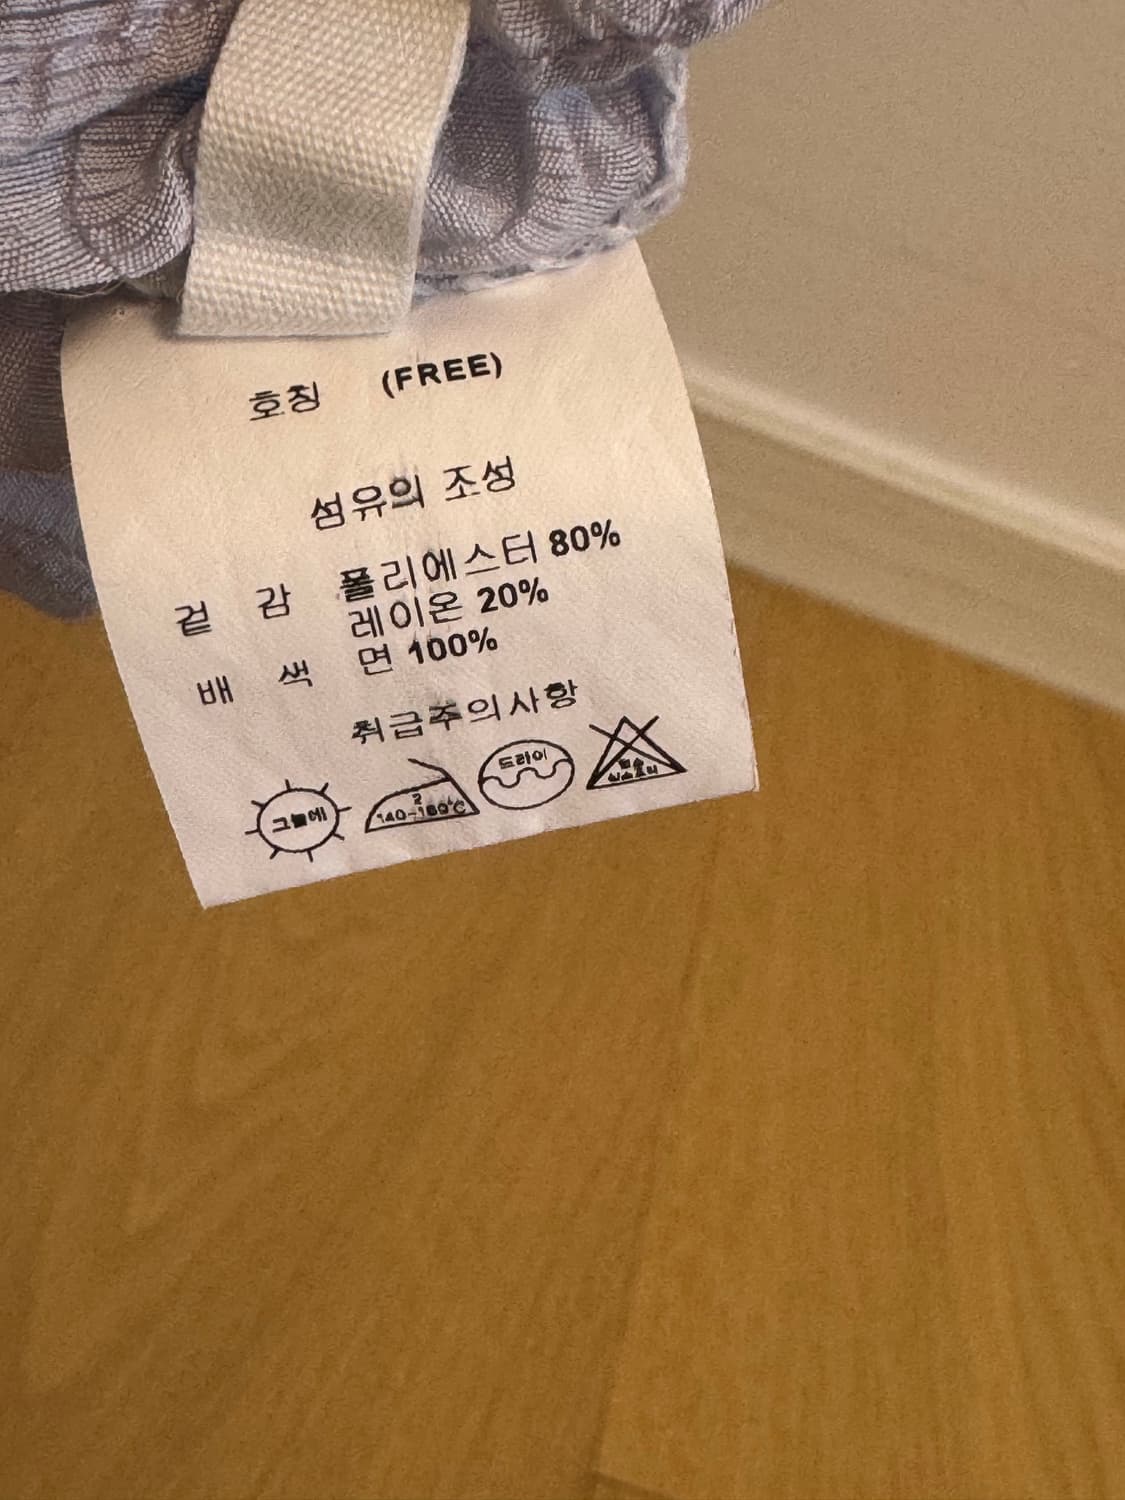 호칭 (FREE)
섬유의 조성
겉 감 폴리에스터 80%
레이온 20%
배 색 면 100%
취급주의사항
그늘에
2
140~160°C
드라이